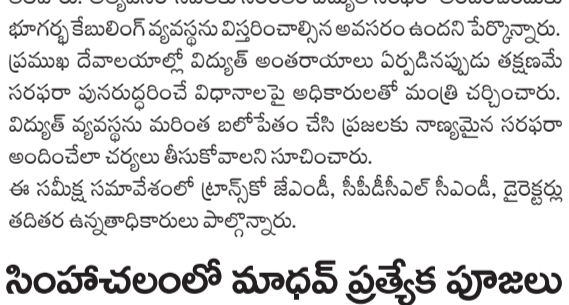 భూగర్భ కేబులింగ్ వ్యవస్థను విస్తరించాల్సిన అవసరం ఉందని పేర్కొన్నారు.
ప్రముఖ దేవాలయాల్లో విద్యుత్ అంతరాయాలు ఏర్పడినప్పుడు తక్షణమే
సరఫరా పునరుద్ధరించే విధానాలపై అధికారులతో మంత్రి చర్చించారు.
విద్యుత్ వ్యవస్థను మరింత బలోపేతం చేసి ప్రజలకు నాణ్యమైన సరఫరా
అందించేలా చర్యలు తీసుకోవాలని సూచించారు.
ఈ సమీక్ష సమావేశంలో ట్రాన్స్‌కో జేఎండీ, సీపీడీసీఎల్ సీఎండీ, డైరెక్టర్లు
తదితర ఉన్నతాధికారులు పాల్గొన్నారు.
సింహాచలంలో మాధవ్ ప్రత్యేక పూజలు